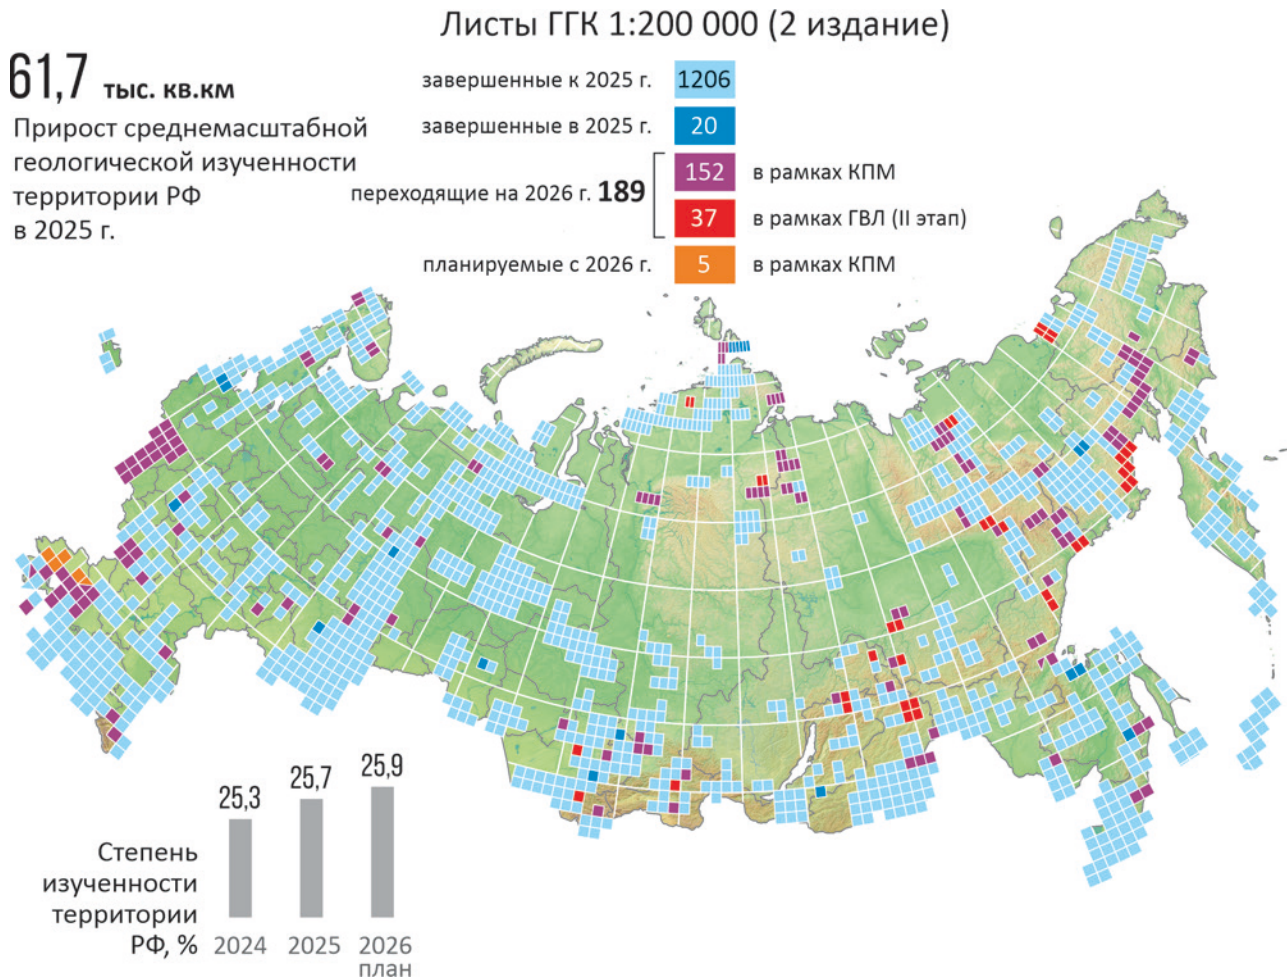 Листы ГГК 1:200 000 (2 издание)
61,7 тыс. кв.км
Прирост среднемасштабной
геологической изученности
территории РФ
в 2025 г.
завершенные к 2025 г. 1206
завершенные в 2025 г. 20
переходящие на 2026 г. 189
152 в рамках КПМ
37 в рамках ГВЛ (II этап)
планируемые с 2026 г. 5 в рамках КПМ
25,3 25,7 25,9
Степень
изученности
территории
РФ, % 2024 2025 2026
план